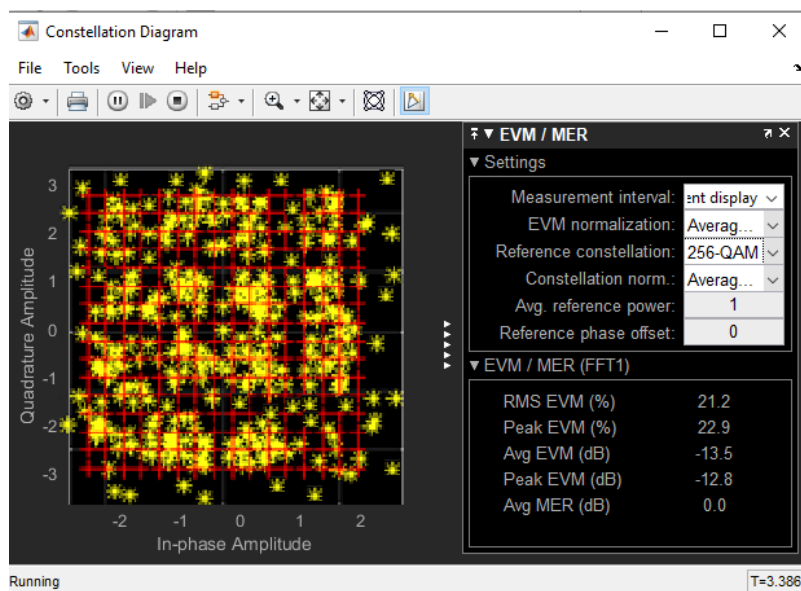 Constellation Diagram
File Tools View Help
EVM / MER
Settings
Measurement interval: ent display
EVM normalization: Averag...
Reference constellation: 256-QAM
Constellation norm.: Averag...
Avg. reference power: 1
Reference phase offset: 0
EVM / MER (FFT1)
RMS EVM (%) 21.2
Peak EVM (%) 22.9
Avg EVM (dB) -13.5
Peak EVM (dB) -12.8
Avg MER (dB) 0.0
Quadrature Amplitude
3
2
1
0
-1
-2
-3
-2 -1 0 1 2
In-phase Amplitude
Running T=3.386